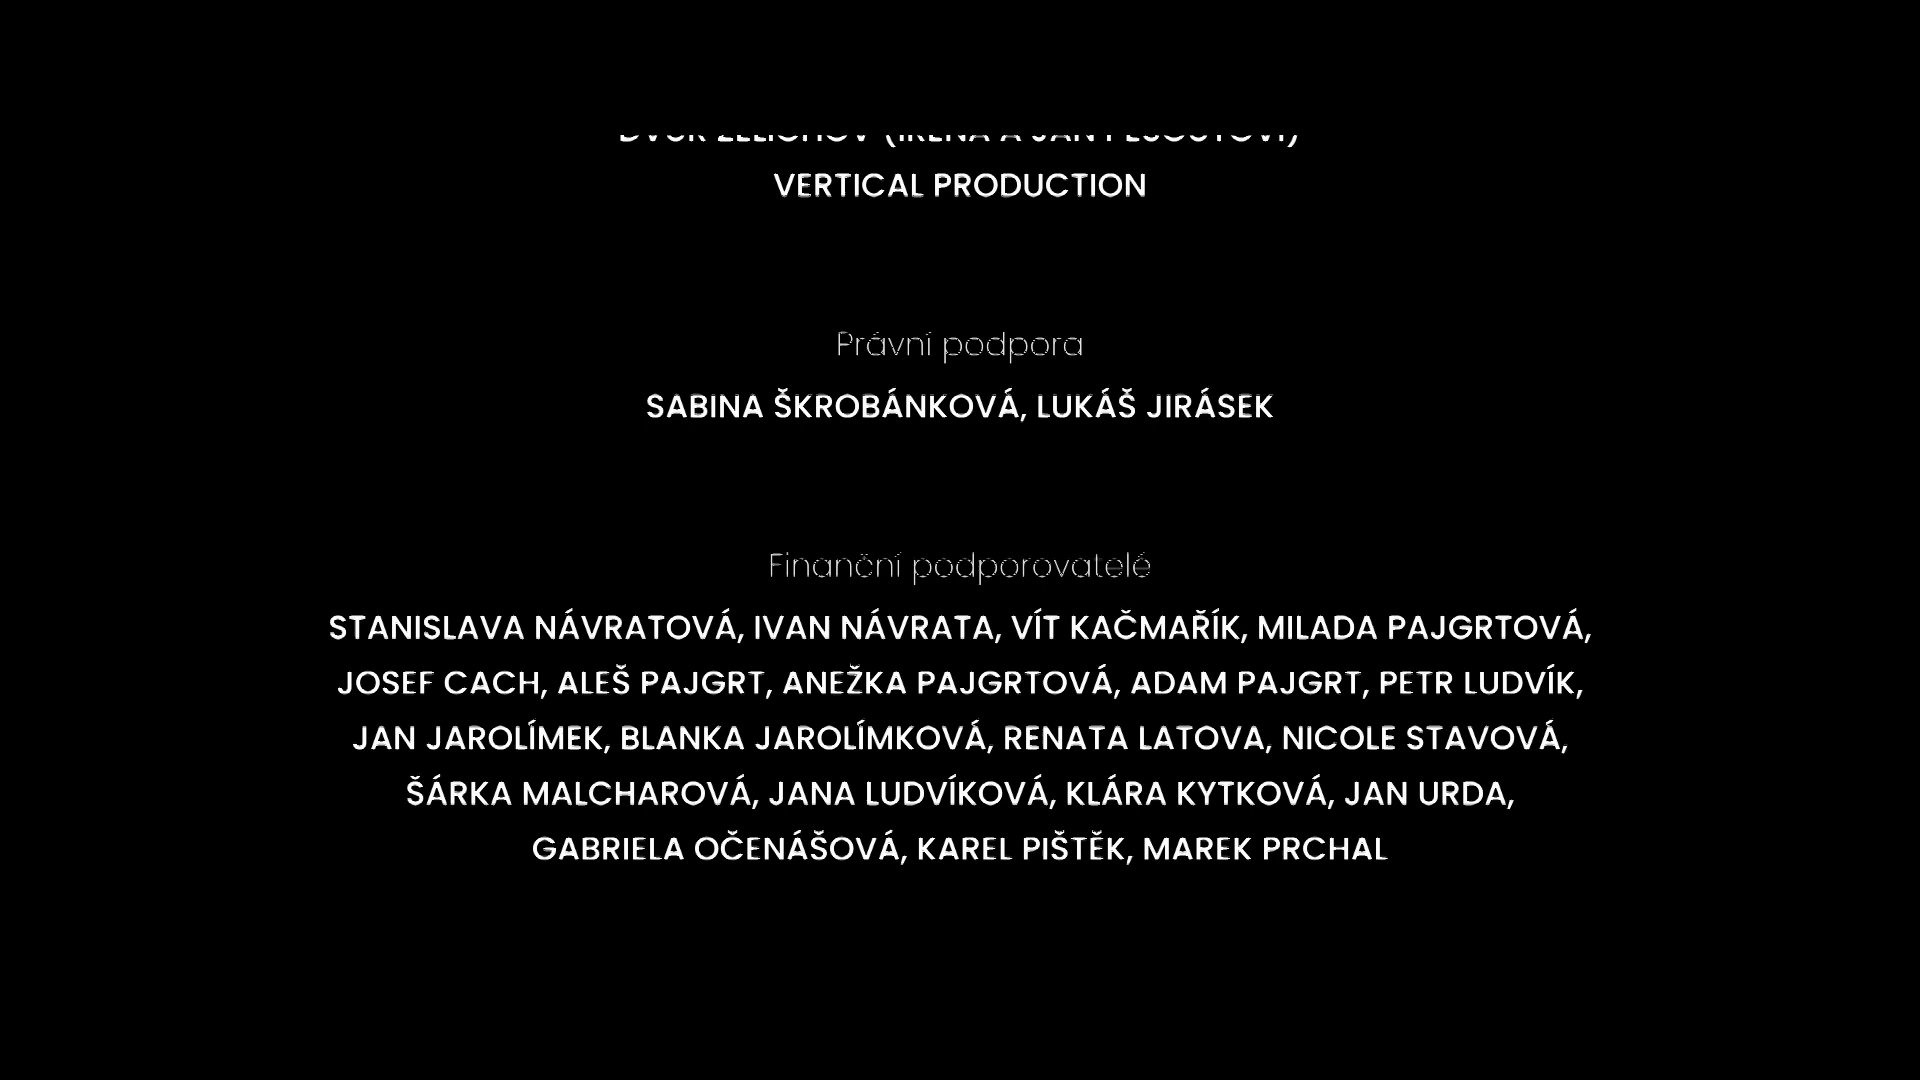 VERTICAL PRODUCTION
Právní podpora
SABINA ŠKROBÁNKOVÁ, LUKÁŠ JIRÁSEK
Finanční podporovatelé
STANISLAVA NÁVRATOVÁ, IVAN NÁVRATA, VÍT KAČMAŘÍK, MILADA PAJGRTOVÁ,
JOSEF CACH, ALEŠ PAJGRT, ANEŽKA PAJGRTOVÁ, ADAM PAJGRT, PETR LUDVÍK,
JAN JAROLÍMEK, BLANKA JAROLÍMKOVÁ, RENATA LATOVA, NICOLE STAVOVÁ,
ŠÁRKA MALCHAROVÁ, JANA LUDVÍKOVÁ, KLÁRA KYTKOVÁ, JAN URDA,
GABRIELA OČENÁŠOVÁ, KAREL PIŠTĚK, MAREK PRCHAL